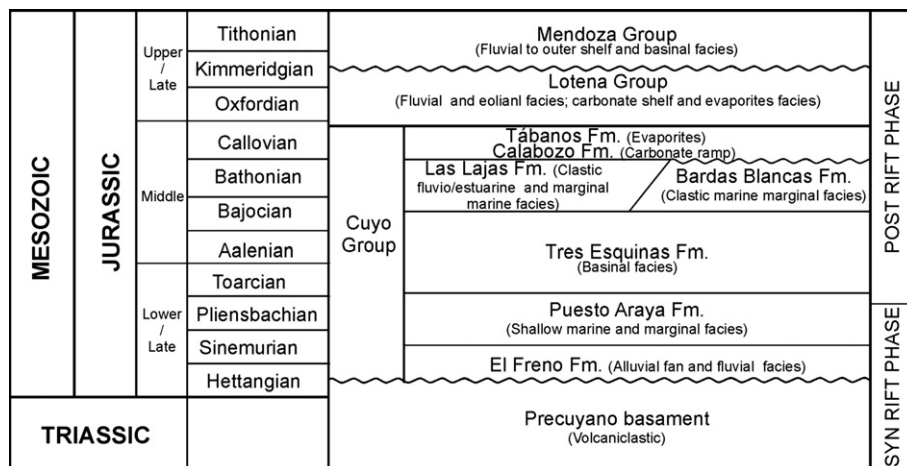 MESOZOIC
JURASSIC
TRIASSIC
Upper
/
Late
Middle
Lower
/
Late
Tithonian
Kimmeridgian
Oxfordian
Callovian
Bathonian
Bajocian
Aalenian
Toarcian
Pliensbachian
Sinemurian
Hettangian
Cuyo
Group
Mendoza Group
(Fluvial to outer shelf and basinal facies)
Lotena Group
(Fluvial and eolianl facies; carbonate shelf and evaporites facies)
Tábanos Fm. (Evaporites)
Calabozo Fm. (Carbonate ramp)
Las Lajas Fm. (Clastic
fluvio/estuarine and marginal
marine facies)
Bardas Blancas Fm.
(Clastic marine marginal facies)
Tres Esquinas Fm.
(Basinal facies)
Puesto Araya Fm.
(Shallow marine and marginal facies)
El Freno Fm. (Alluvial fan and fluvial facies)
Precuyano basament
(Volcaniclastic)
POST RIFT PHASE
SYN RIFT PHASE